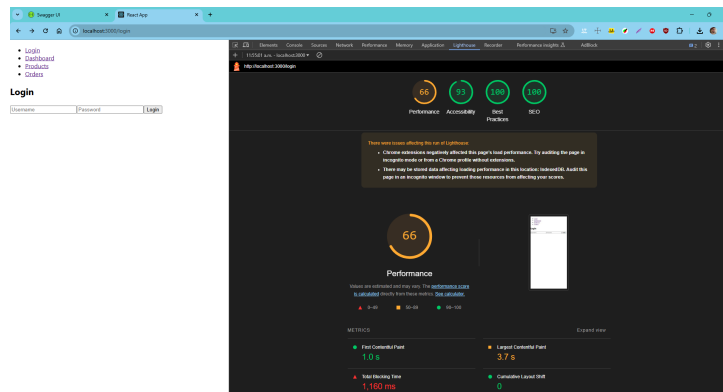 Swagger UI
React App
localhost:3000/login
Login
Dashboard
Products
Orders
Login
Username
Password
Login
Elements
Console
Sources
Network
Performance
Memory
Application
Lighthouse
Recorder
Performance insights
AdBlock
2
http://localhost:3000/login
66
93
100
100
Performance
Accessibility
Best Practices
SEO
There were issues affecting this run of Lighthouse:
Chrome extensions negatively affected this page's load performance. Try auditing the page in
incognito mode or from a Chrome profile without extensions.
There may be stored data affecting loading performance in this location: IndexedDB. Audit this
page in an incognito window to prevent those resources from affecting your scores.
66
Performance
Values are estimated and may vary. The performance score
is calculated directly from these metrics. See calculator.
0–49
50–89
90–100
METRICS
Expand view
First Contentful Paint
1.0 s
Largest Contentful Paint
3.7 s
Total Blocking Time
1,160 ms
Cumulative Layout Shift
0